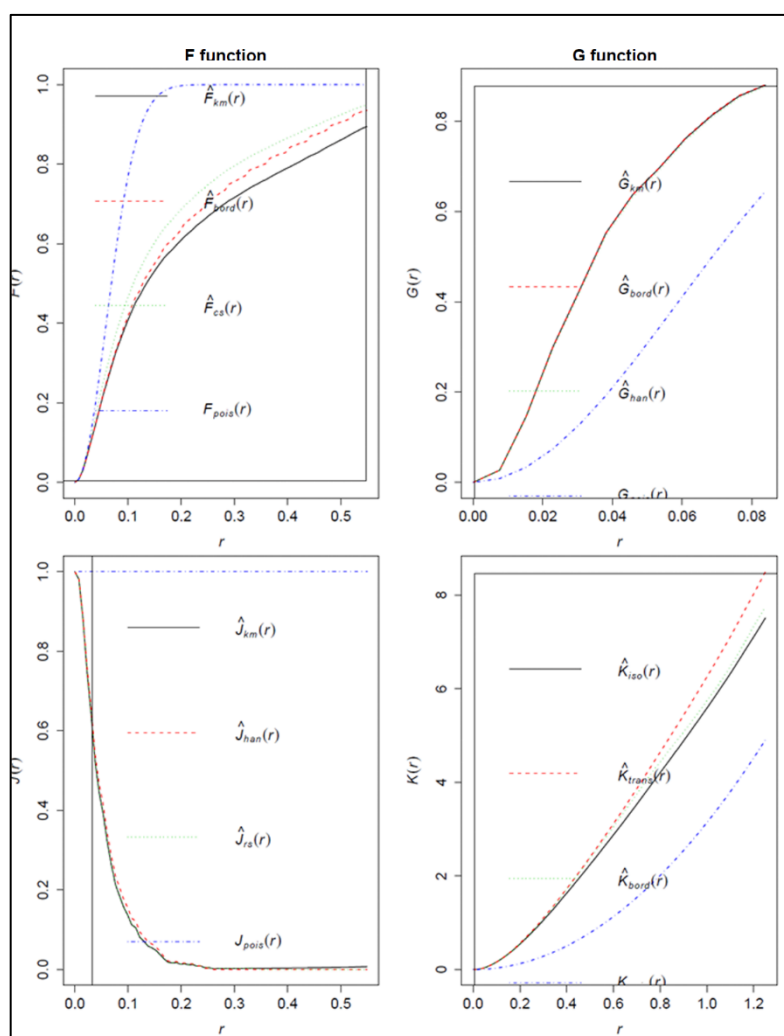 F function
G function
F(r)
1.0
0.8
0.6
0.4
0.2
0.0
F̂km(r)
F̂bord(r)
F̂cs(r)
Fpois(r)
0.0 0.1 0.2 0.3 0.4 0.5
r
G(r)
0.8
0.6
0.4
0.2
0.0
Ĝkm(r)
Ĝbord(r)
Ĝhan(r)
0.00 0.02 0.04 0.06 0.08
r
J(r)
1.0
0.8
0.6
0.4
0.2
0.0
Ĵkm(r)
Ĵhan(r)
Ĵrs(r)
Jpois(r)
0.0 0.1 0.2 0.3 0.4 0.5
r
K(r)
8
6
4
2
0
K̂iso(r)
K̂trans(r)
K̂bord(r)
0.0 0.2 0.4 0.6 0.8 1.0 1.2
r